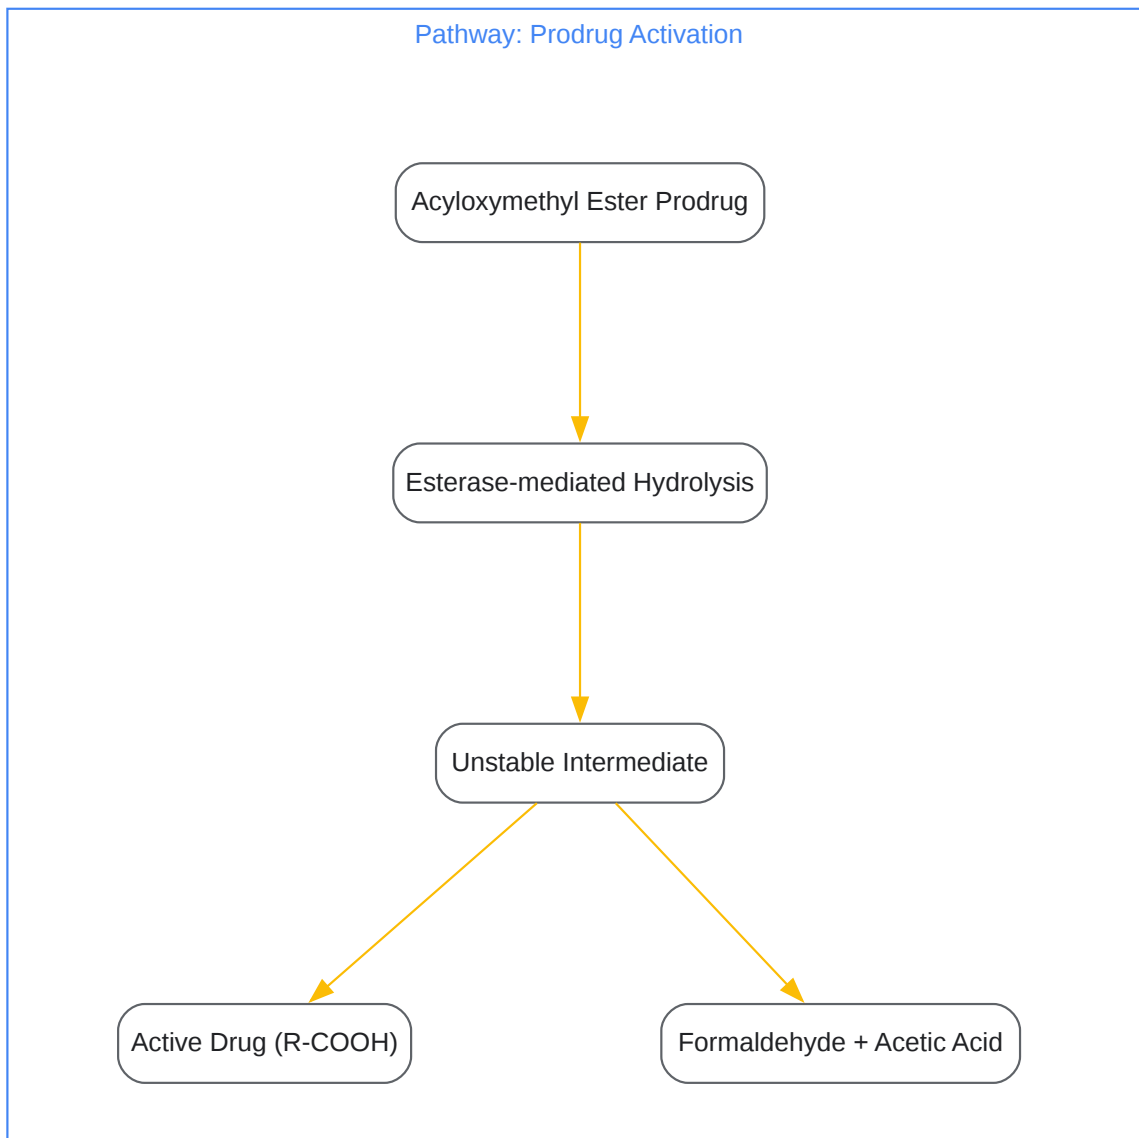 Pathway: Prodrug Activation
Acyloxymethyl Ester Prodrug
Esterase-mediated Hydrolysis
Unstable Intermediate
Active Drug (R-COOH)
Formaldehyde + Acetic Acid